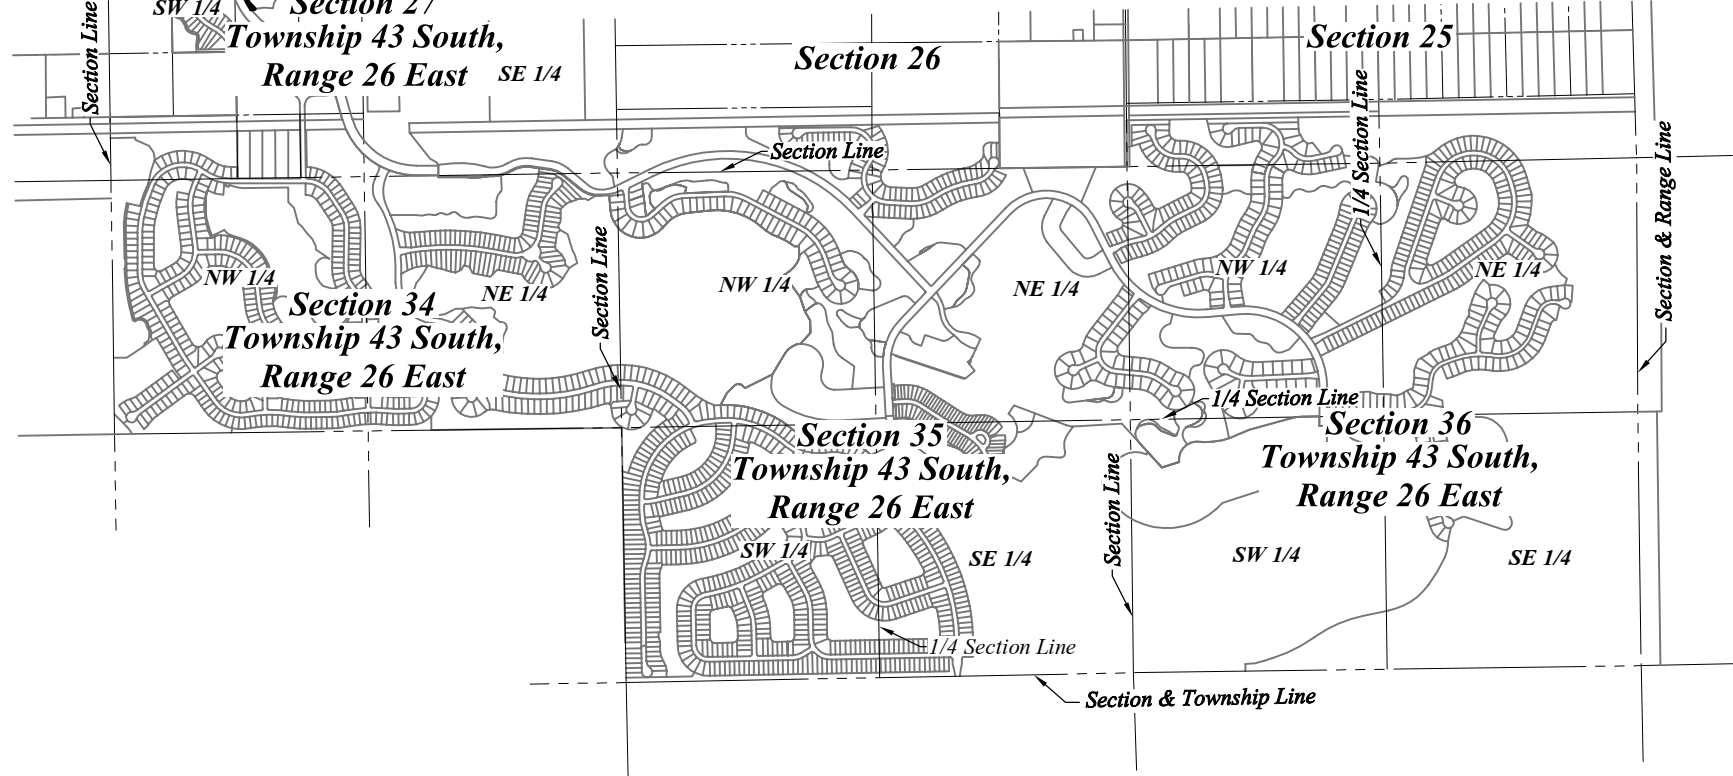 SW 1/4
Section 27
Township 43 South,
Range 26 East
SE 1/4
Section Line
Section 26
Section 25
Section Line
1/4 Section Line
Section & Range Line
NW 1/4
Section 34
Township 43 South,
Range 26 East
NE 1/4
Section Line
NW 1/4
NE 1/4
NW 1/4
NE 1/4
1/4 Section Line
Section 35
Township 43 South,
Range 26 East
Section 36
Township 43 South,
Range 26 East
SW 1/4
SE 1/4
Section Line
SW 1/4
SE 1/4
1/4 Section Line
Section & Township Line